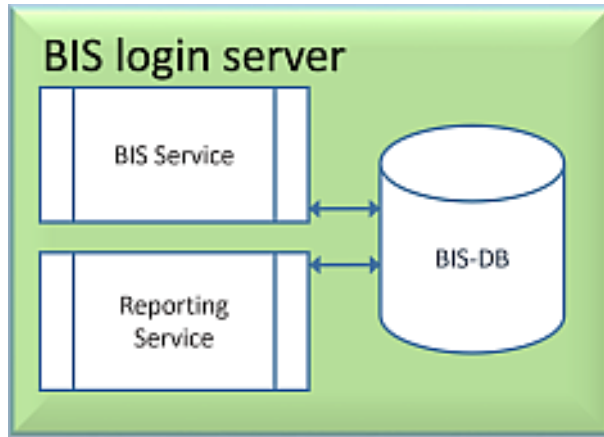 BIS login server
BIS Service
BIS-DB
Reporting
Service